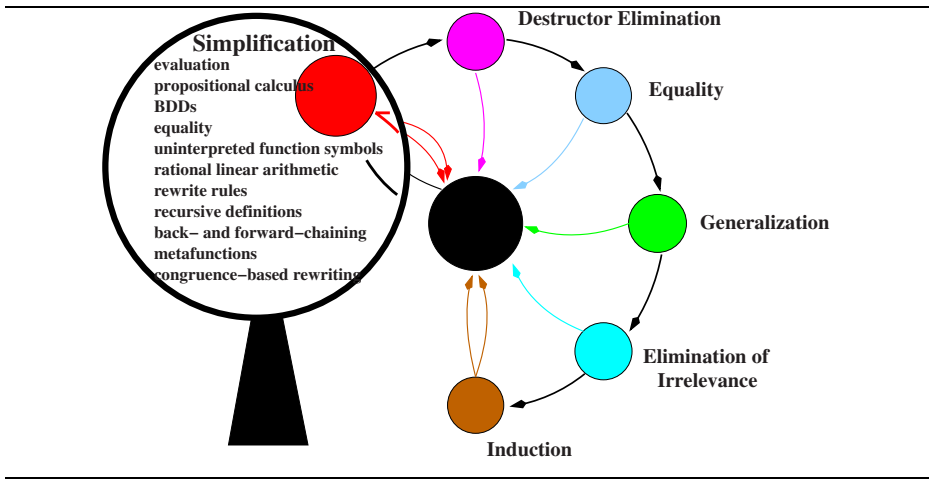 Destructor Elimination
Simplification
evaluation
propositional calculus
BDDs
equality
uninterpreted function symbols
rational linear arithmetic
rewrite rules
recursive definitions
back− and forward−chaining
metafunctions
congruence−based rewriting
Equality
Generalization
Elimination of
Irrelevance
Induction